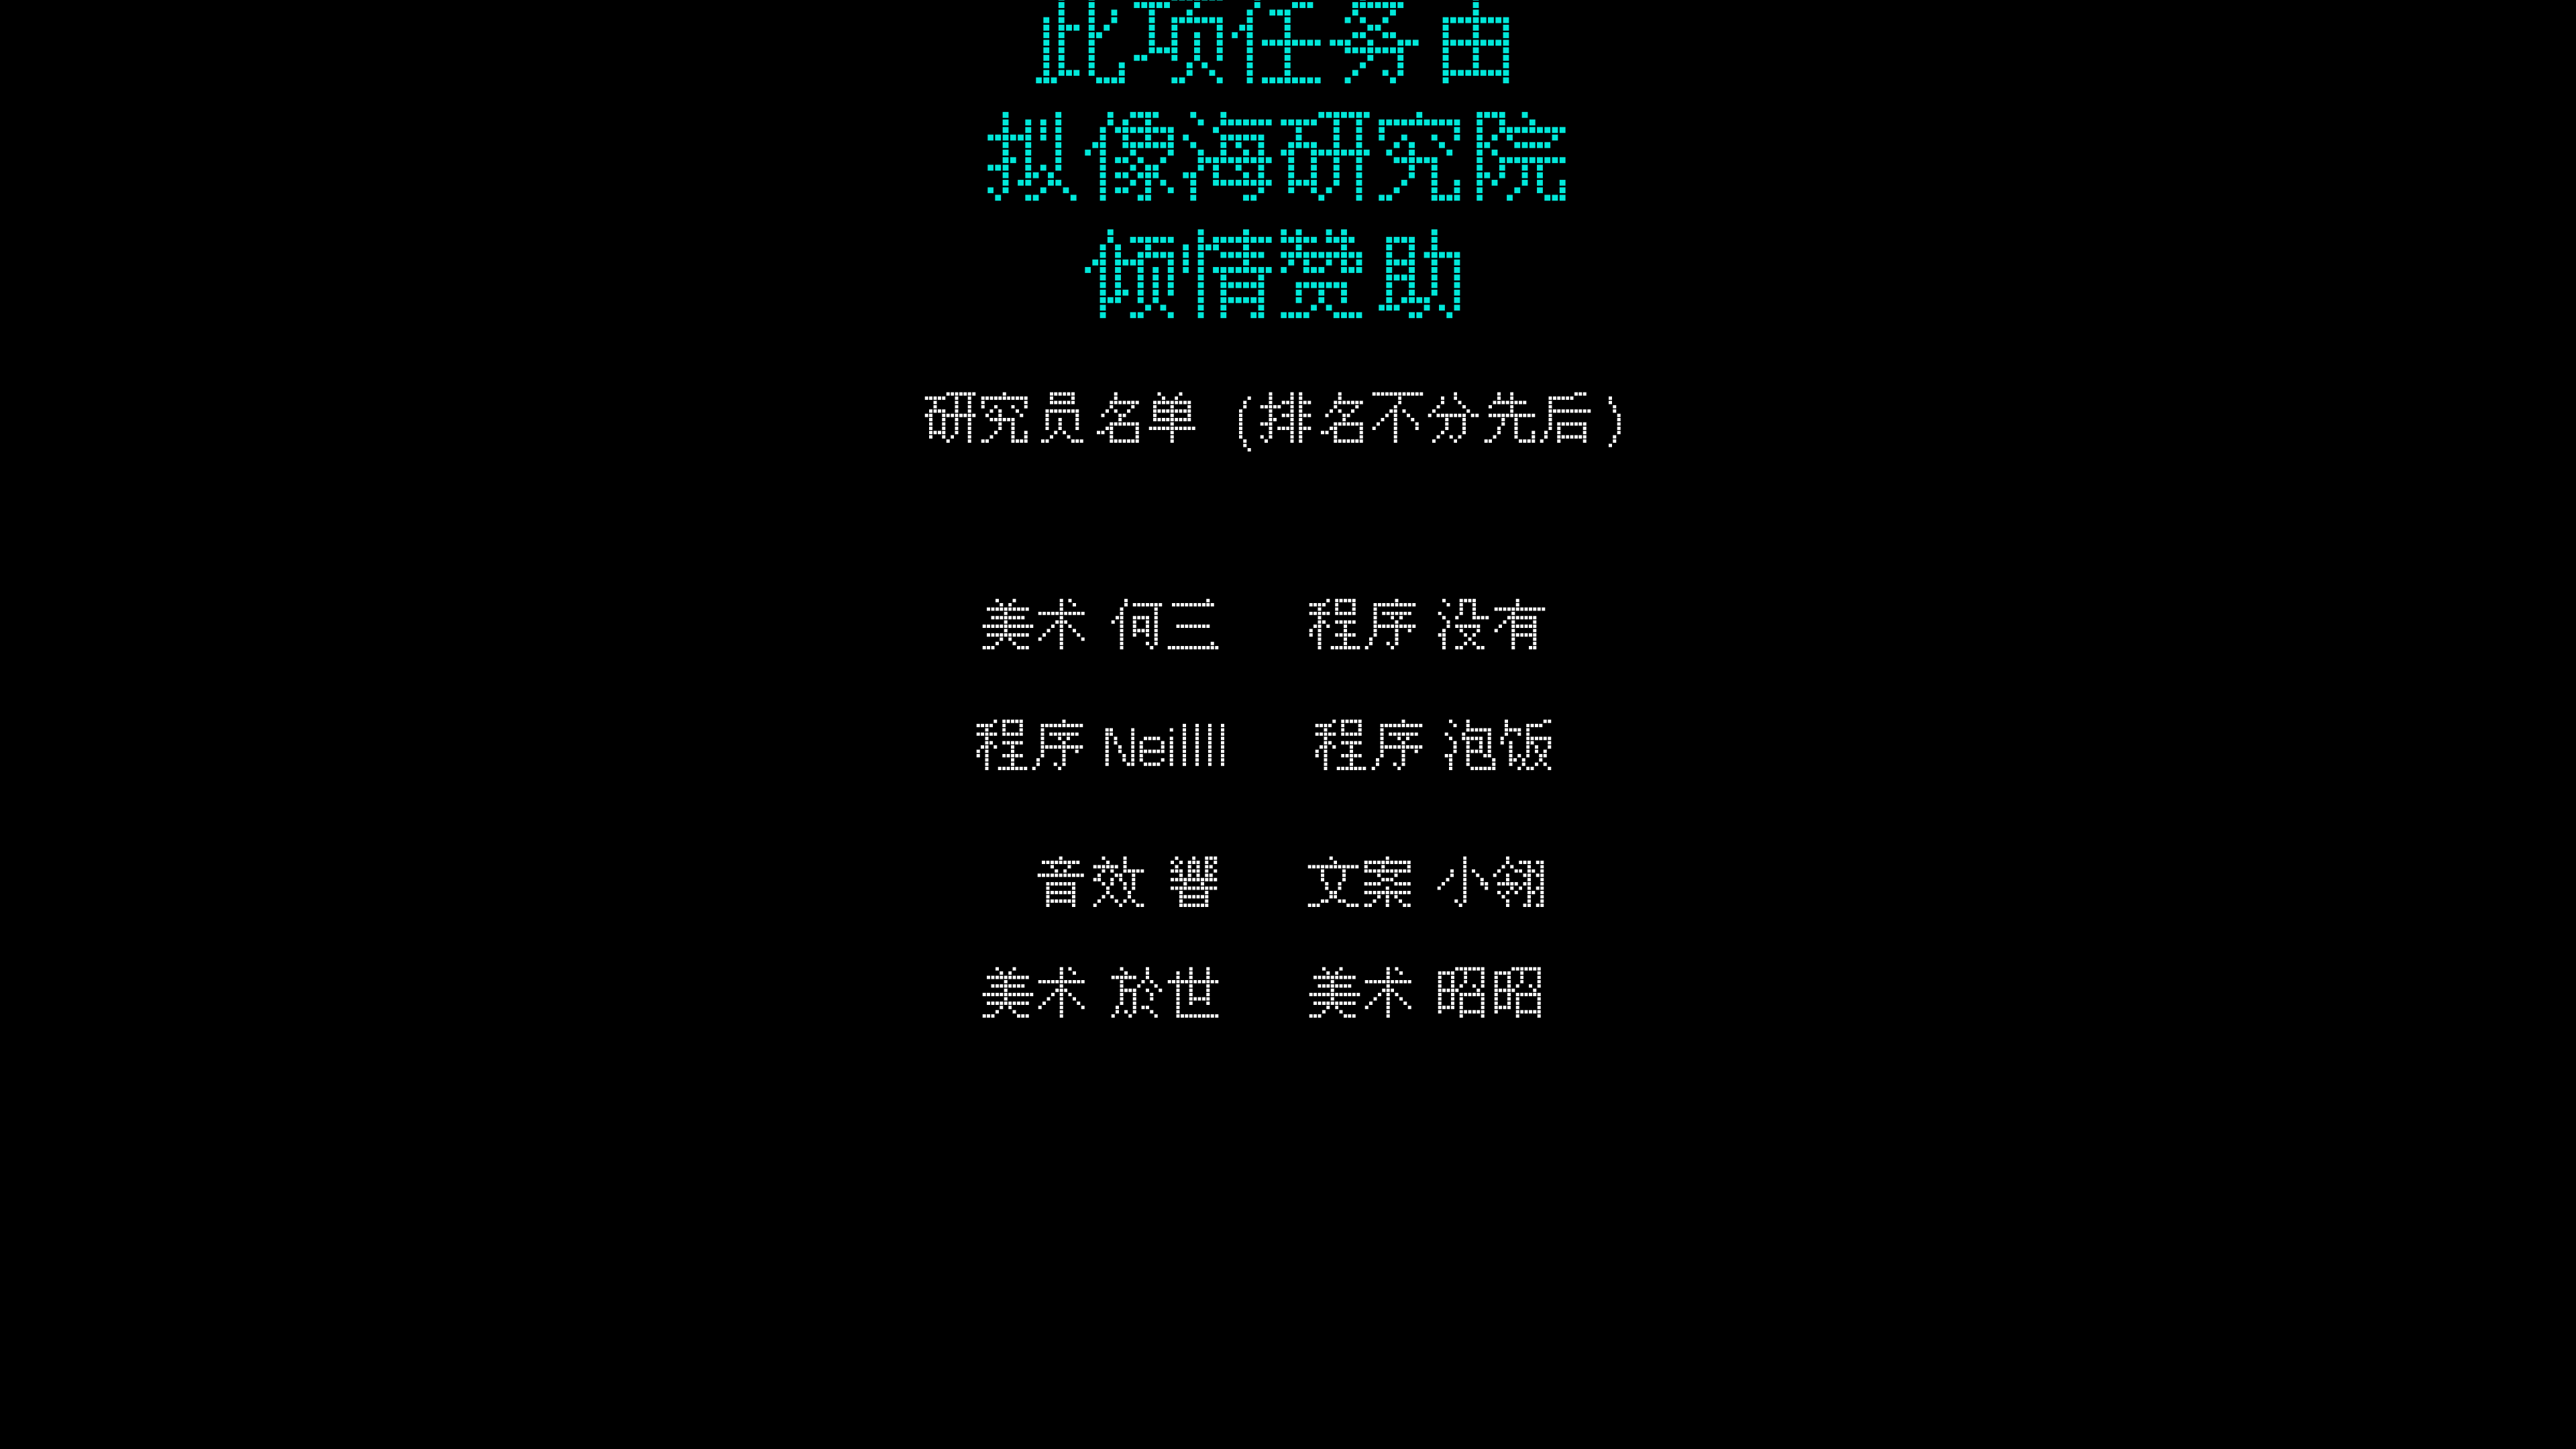 此项任务由
拟像海研究院
倾情赞助
研究员名单 (排名不分先后)
美术 何三 程序 没有
程序 Neillll 程序 泡饭
音效 響 文案 小翎
美术 於世 美术 昭昭